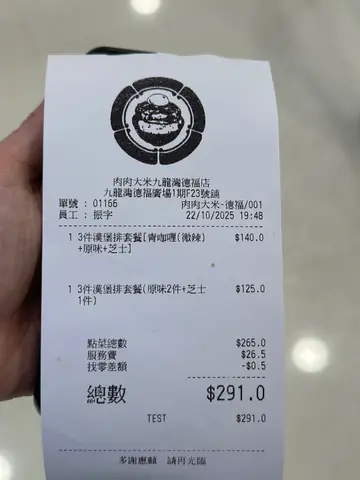 肉肉大米九龍灣德福店
九龍灣德福廣場1期F23號鋪
單號 : 01166 肉肉大米-德福/001
員工 : 振宇 22/10/2025 19:48
1 3件漢堡排套餐[青咖喱(微辣) $140.0
+原味+芝士]
1 3件漢堡排套餐(原味2件+芝士 $125.0
1件)
點菜總數 $265.0
服務費 $26.5
找零差額 -$0.5
總數 $291.0
TEST $291.0
多謝惠顧 請再光臨